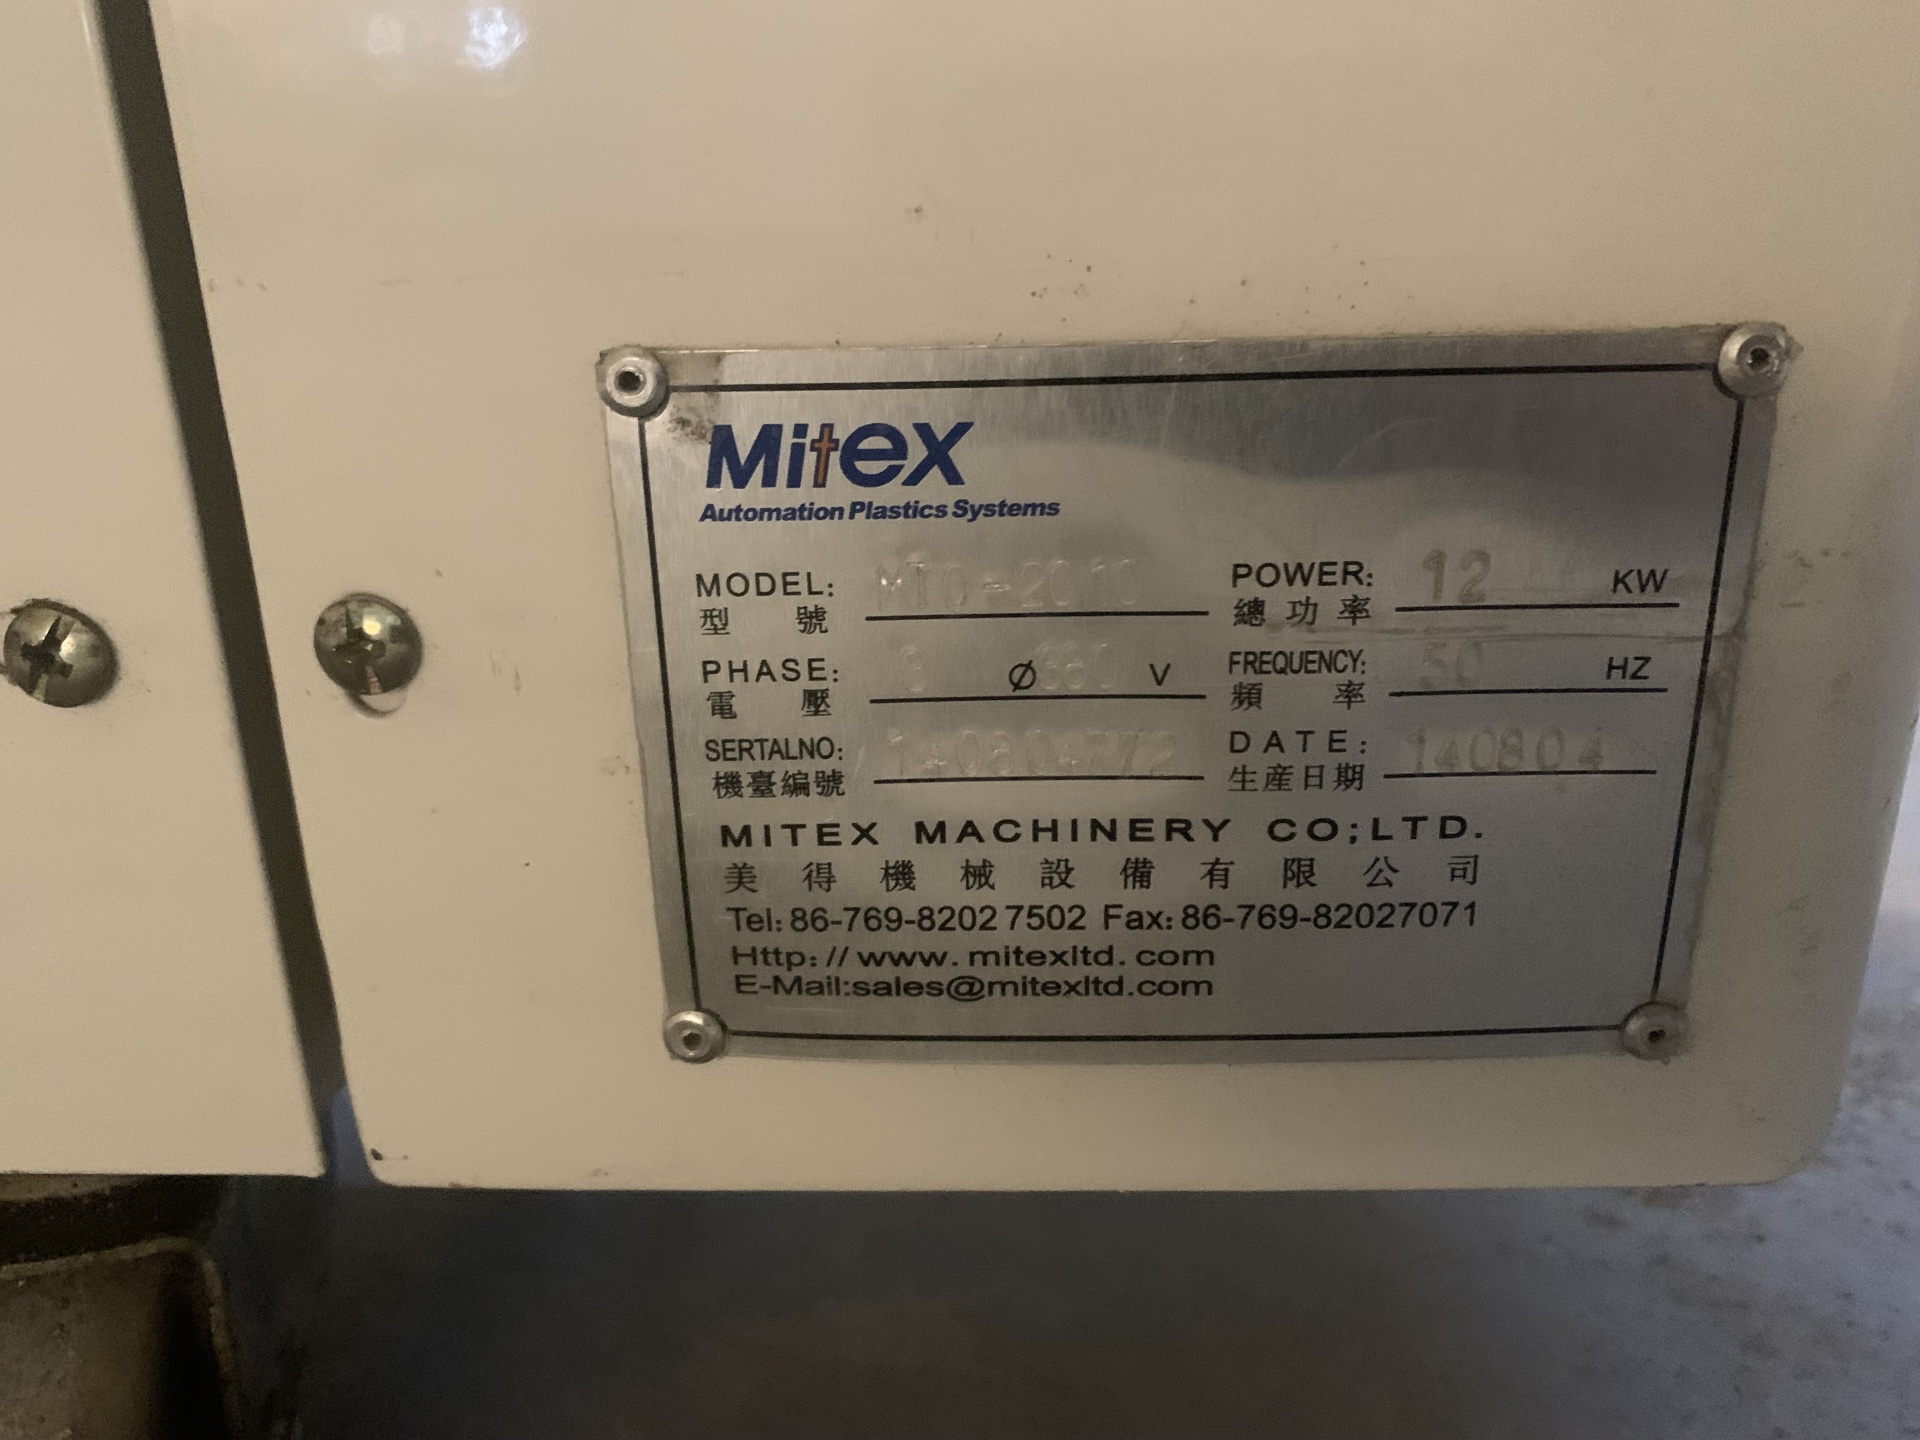 Mitex
Automation Plastics Systems
MODEL: POWER: 12 KW
型 號 總 功 率
PHASE: 3 Ø 380 V FREQUENCY: 50 HZ
電 壓 頻 率
SERTALNO: DATE: 140804
機臺編號 生産日期
MITEX MACHINERY CO;LTD.
美得機械設備有限公司
Tel: 86-769-8202 7502 Fax: 86-769-82027071
Http: // www. mitexltd. com
E-Mail:sales@mitexltd.com